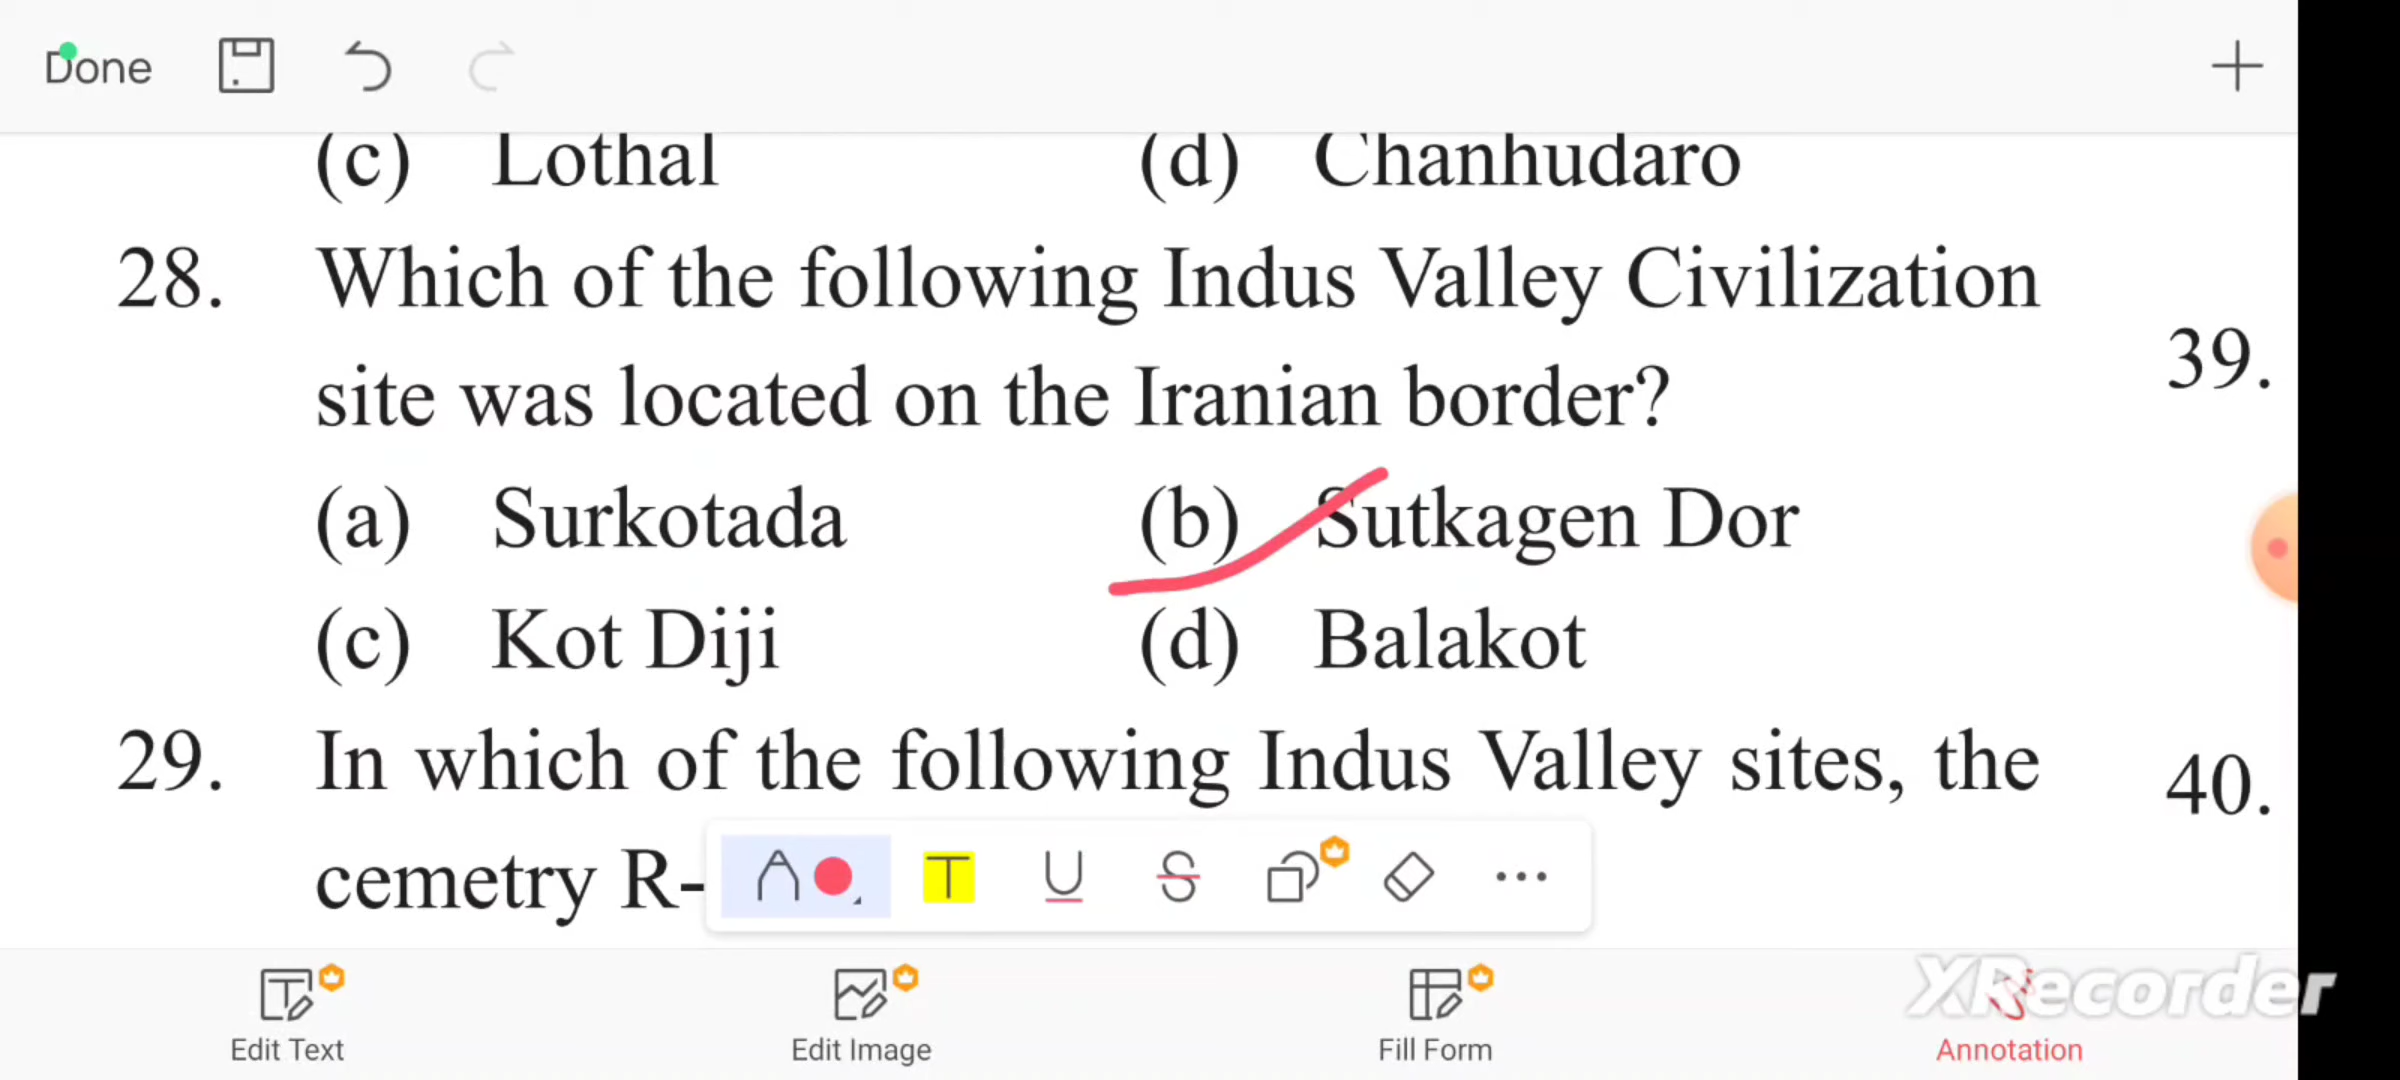 Done
(c) Lothal (d) Chanhudaro
28. Which of the following Indus Valley Civilization
site was located on the Iranian border?
39.
(a) Surkotada (b) Sutkagen Dor
(c) Kot Diji (d) Balakot
29. In which of the following Indus Valley sites, the
40.
cemetry R-
T U S
Edit Text Edit Image Fill Form Annotation
XRecorder